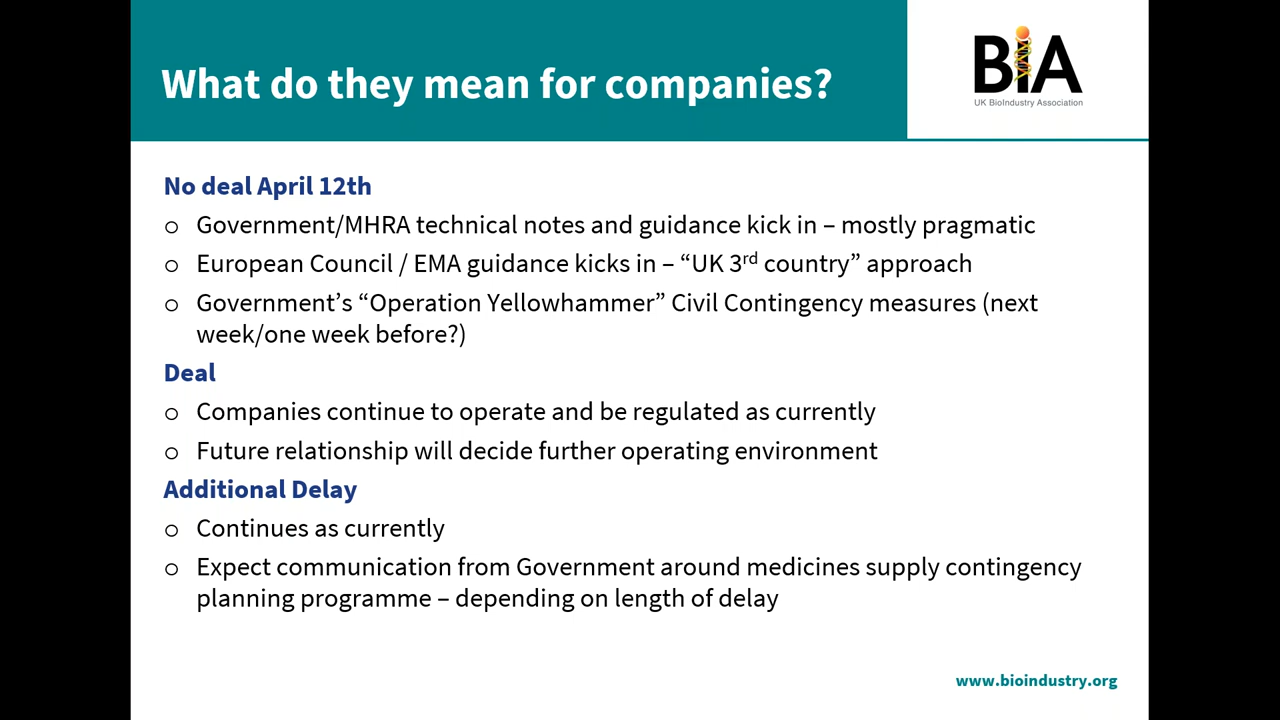 What do they mean for companies?
BiA
UK BioIndustry Association
No deal April 12th
o Government/MHRA technical notes and guidance kick in – mostly pragmatic
o European Council / EMA guidance kicks in – “UK 3rd country” approach
o Government’s “Operation Yellowhammer” Civil Contingency measures (next
week/one week before?)
Deal
o Companies continue to operate and be regulated as currently
o Future relationship will decide further operating environment
Additional Delay
o Continues as currently
o Expect communication from Government around medicines supply contingency
planning programme – depending on length of delay
www.bioindustry.org